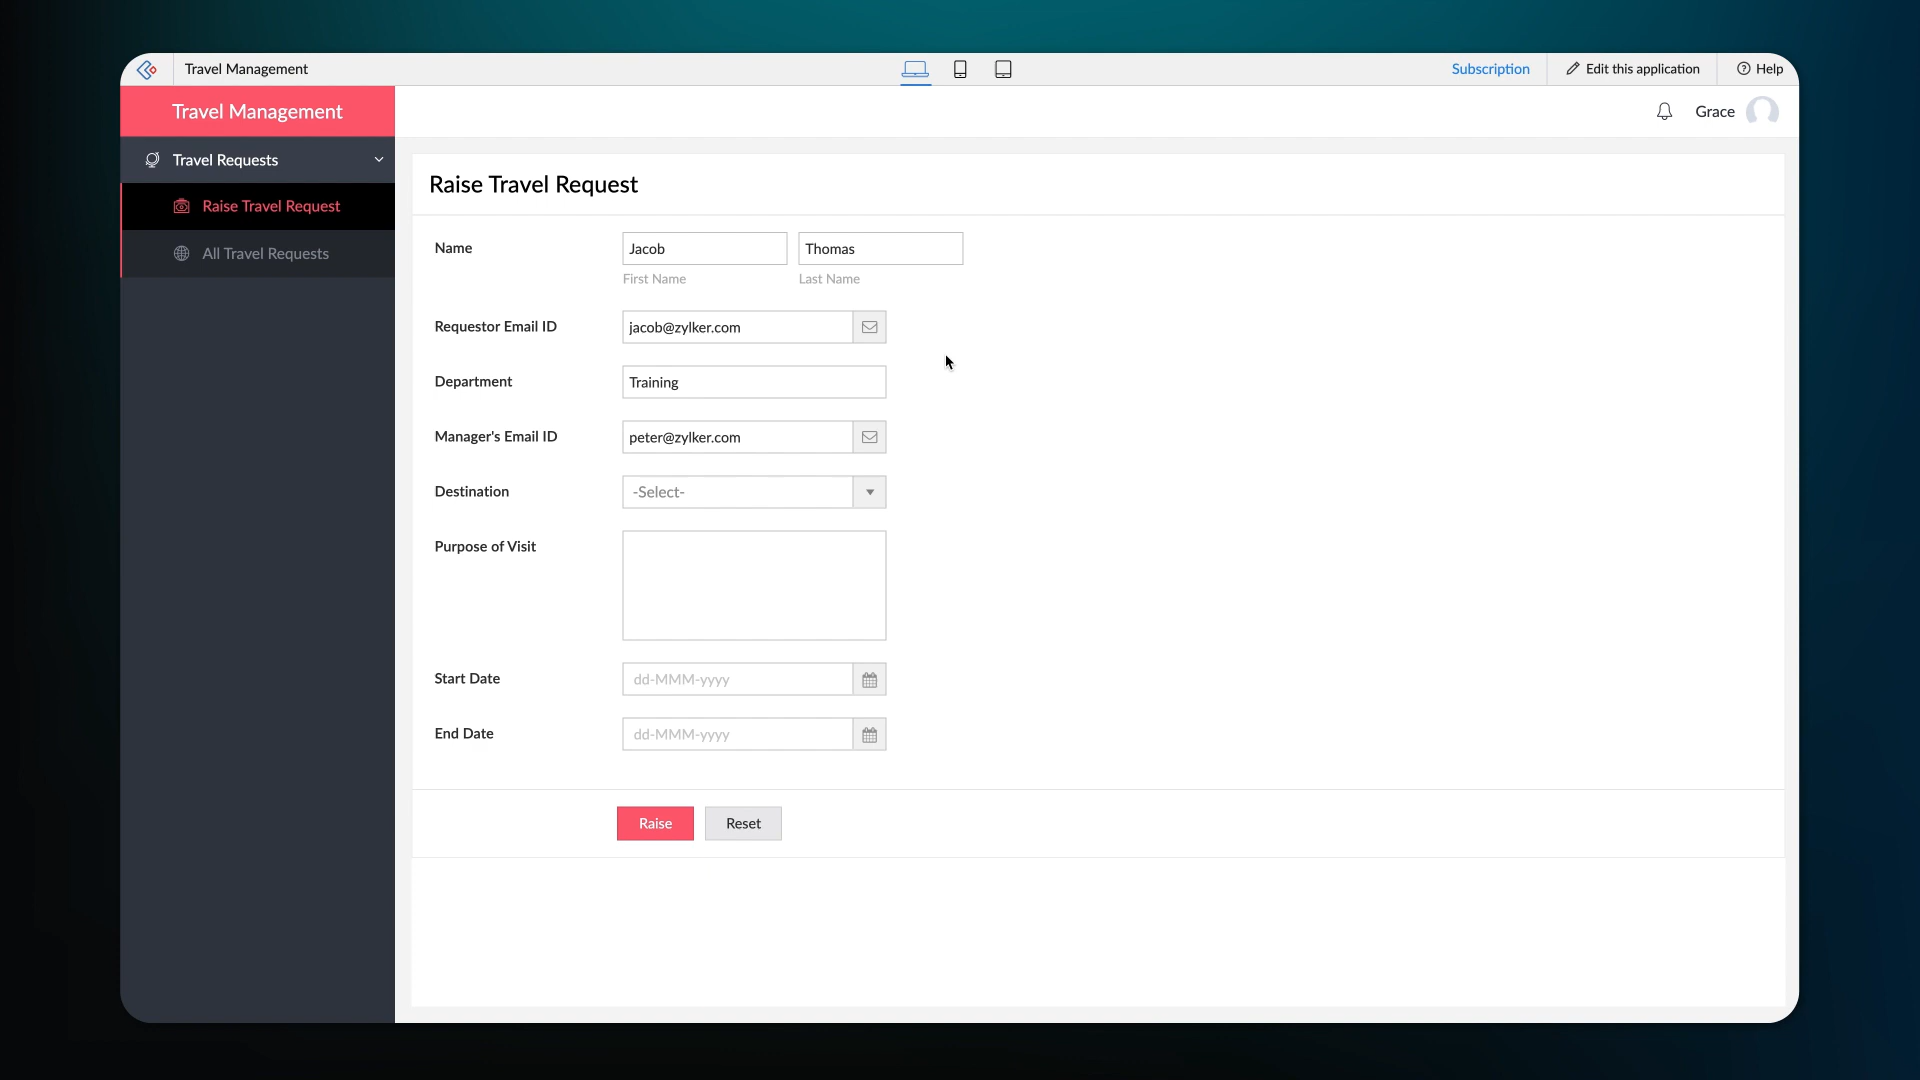 Travel Management
Subscription
Edit this application
Help
Travel Management
Grace
Travel Requests
Raise Travel Request
All Travel Requests
Raise Travel Request
Name
Jacob
Thomas
First Name
Last Name
Requestor Email ID
jacob@zylker.com
Department
Training
Manager's Email ID
peter@zylker.com
Destination
-Select-
Purpose of Visit
Start Date
dd-MMM-yyyy
End Date
dd-MMM-yyyy
Raise
Reset